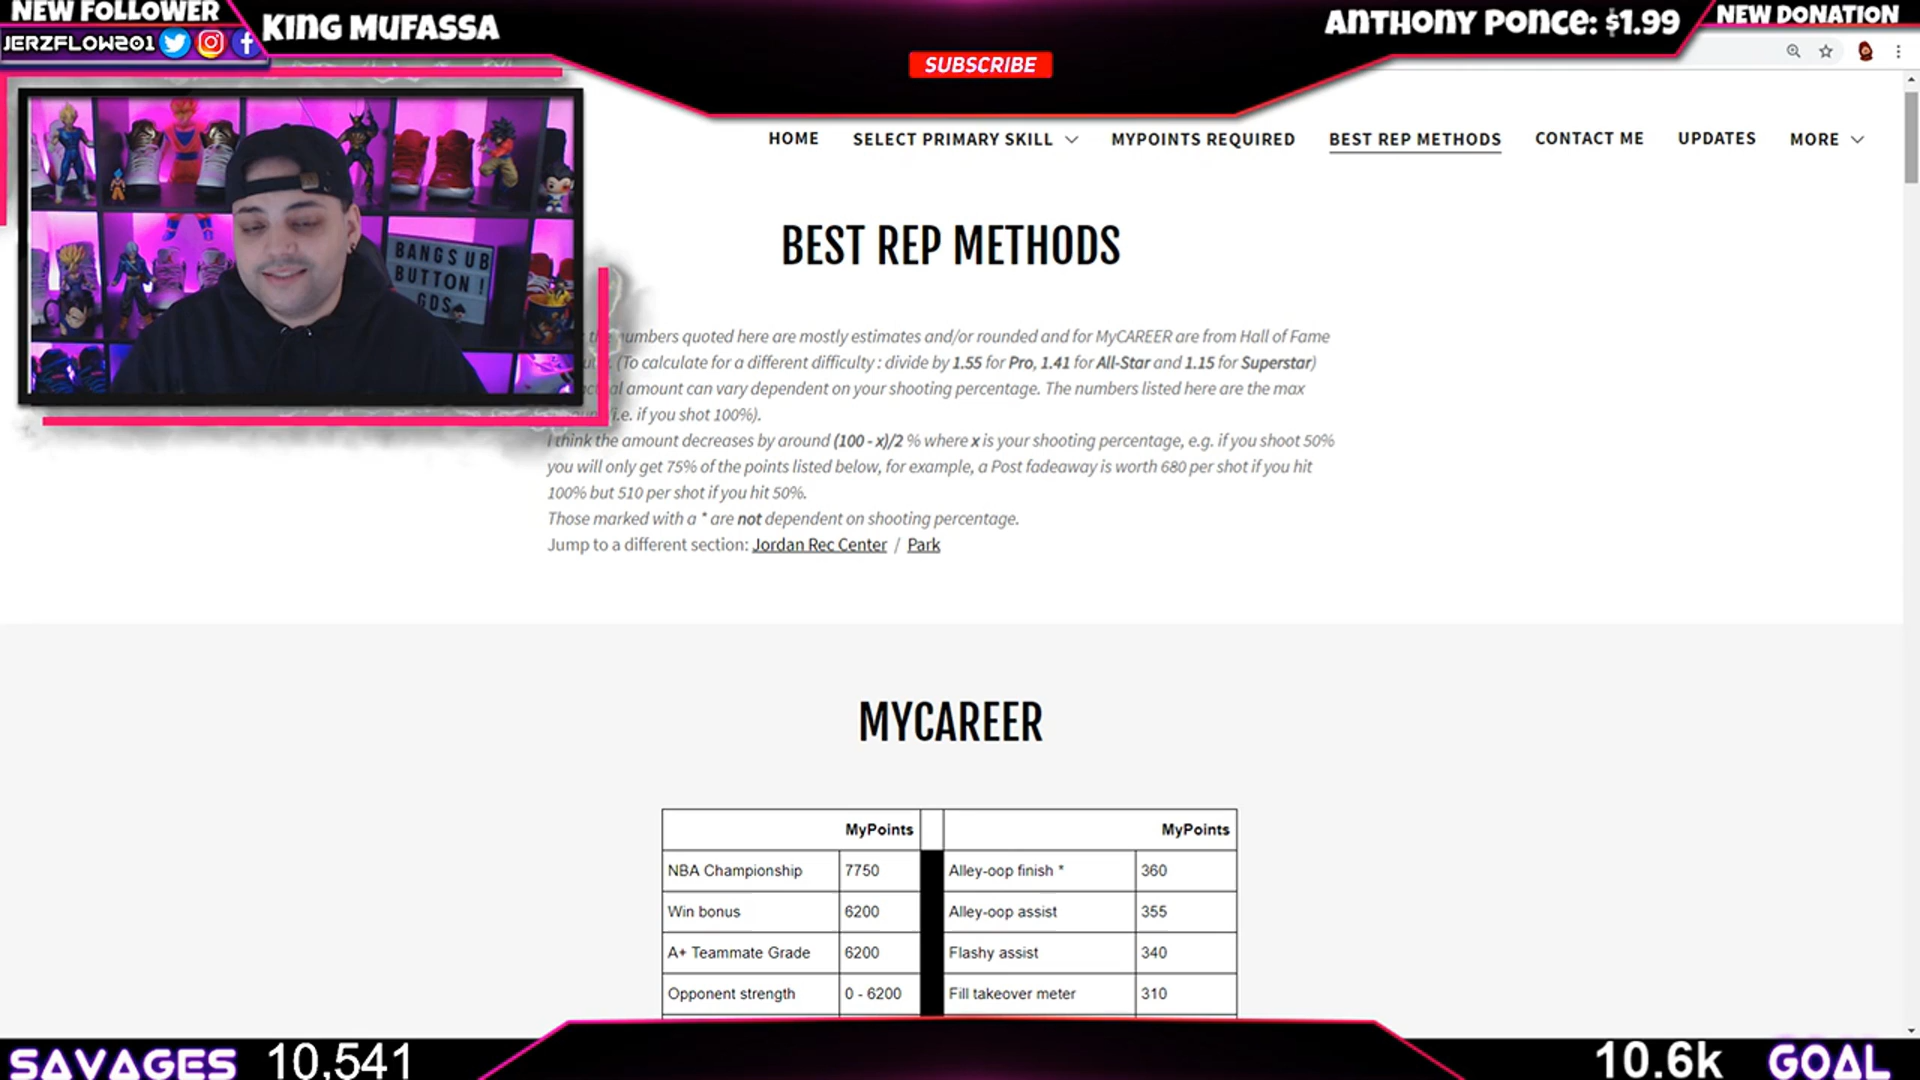 NEW FOLLOWER
KING MUFASSA
ANTHONY PONCE: $1.99
NEW DONATION
JERZFLOW201
SUBSCRIBE
HOME
SELECT PRIMARY SKILL
MYPOINTS REQUIRED
BEST REP METHODS
CONTACT ME
UPDATES
MORE
BANGSUB
BUTTON !
GDS
BEST REP METHODS
numbers quoted here are mostly estimates and/or rounded and for MyCAREER are from Hall of Fame
(To calculate for a different difficulty : divide by 1.55 for Pro, 1.41 for All-Star and 1.15 for Superstar)
amount can vary dependent on your shooting percentage. The numbers listed here are the max
(i.e. if you shot 100%).
I think the amount decreases by around (100 - x)/2 % where x is your shooting percentage, e.g. if you shoot 50%
you will only get 75% of the points listed below, for example, a Post fadeaway is worth 680 per shot if you hit
100% but 510 per shot if you hit 50%.
Those marked with a * are not dependent on shooting percentage.
Jump to a different section: Jordan Rec Center / Park
MYCAREER
MyPoints MyPoints
NBA Championship 7750 Alley-oop finish * 360
Win bonus 6200 Alley-oop assist 355
A+ Teammate Grade 6200 Flashy assist 340
Opponent strength 0 - 6200 Fill takeover meter 310
SAVAGES 10,541
10.6k GOAL